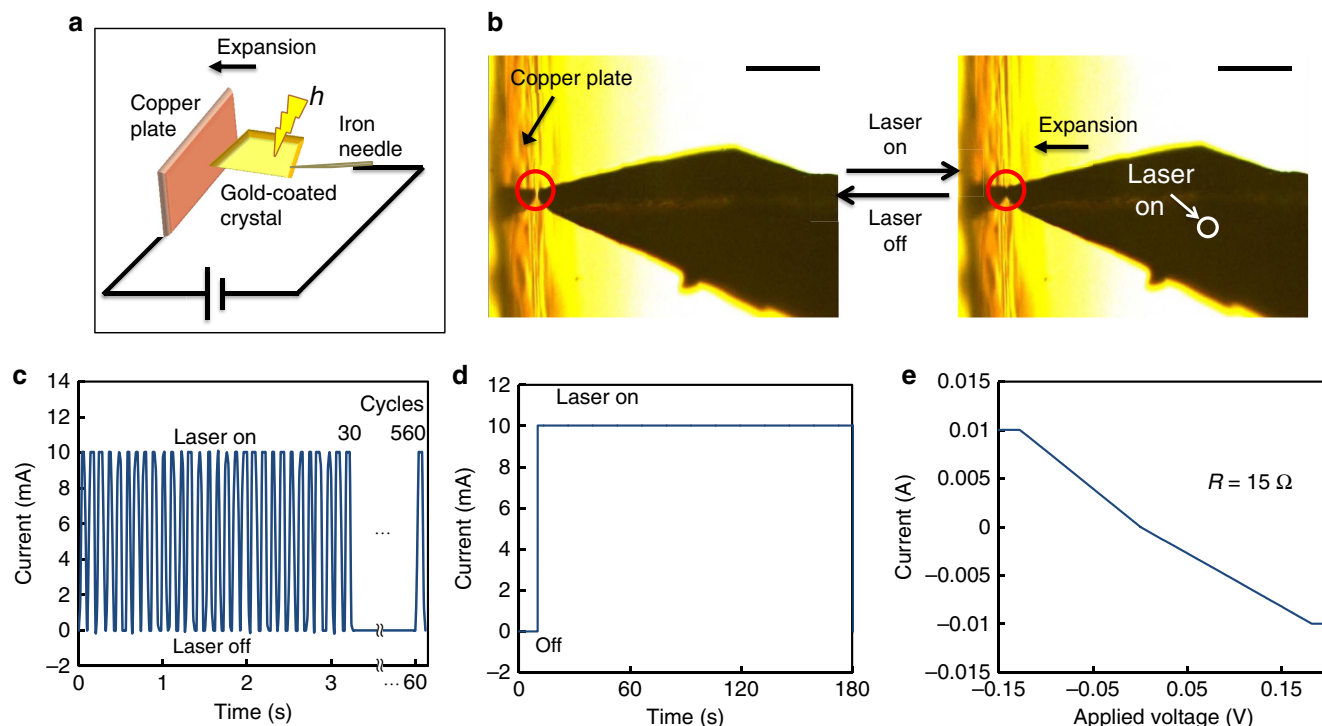 a
Expansion
Copper
plate
h
Iron
needle
Gold-coated
crystal
b
Copper plate
Laser
on
Laser
off
Expansion
Laser
on
c
Current (mA)
14
12
10
8
6
4
2
0
–2
Cycles
30
560
Laser on
...
Laser off
0
1
2
3
...
60
Time (s)
d
Current (mA)
12
10
8
6
4
2
0
–2
Laser on
Off
0
60
120
180
Time (s)
e
Current (A)
0.015
0.01
0.005
0
–0.005
–0.01
–0.015
R = 15 Ω
–0.15
–0.05
0.05
0.15
Applied voltage (V)